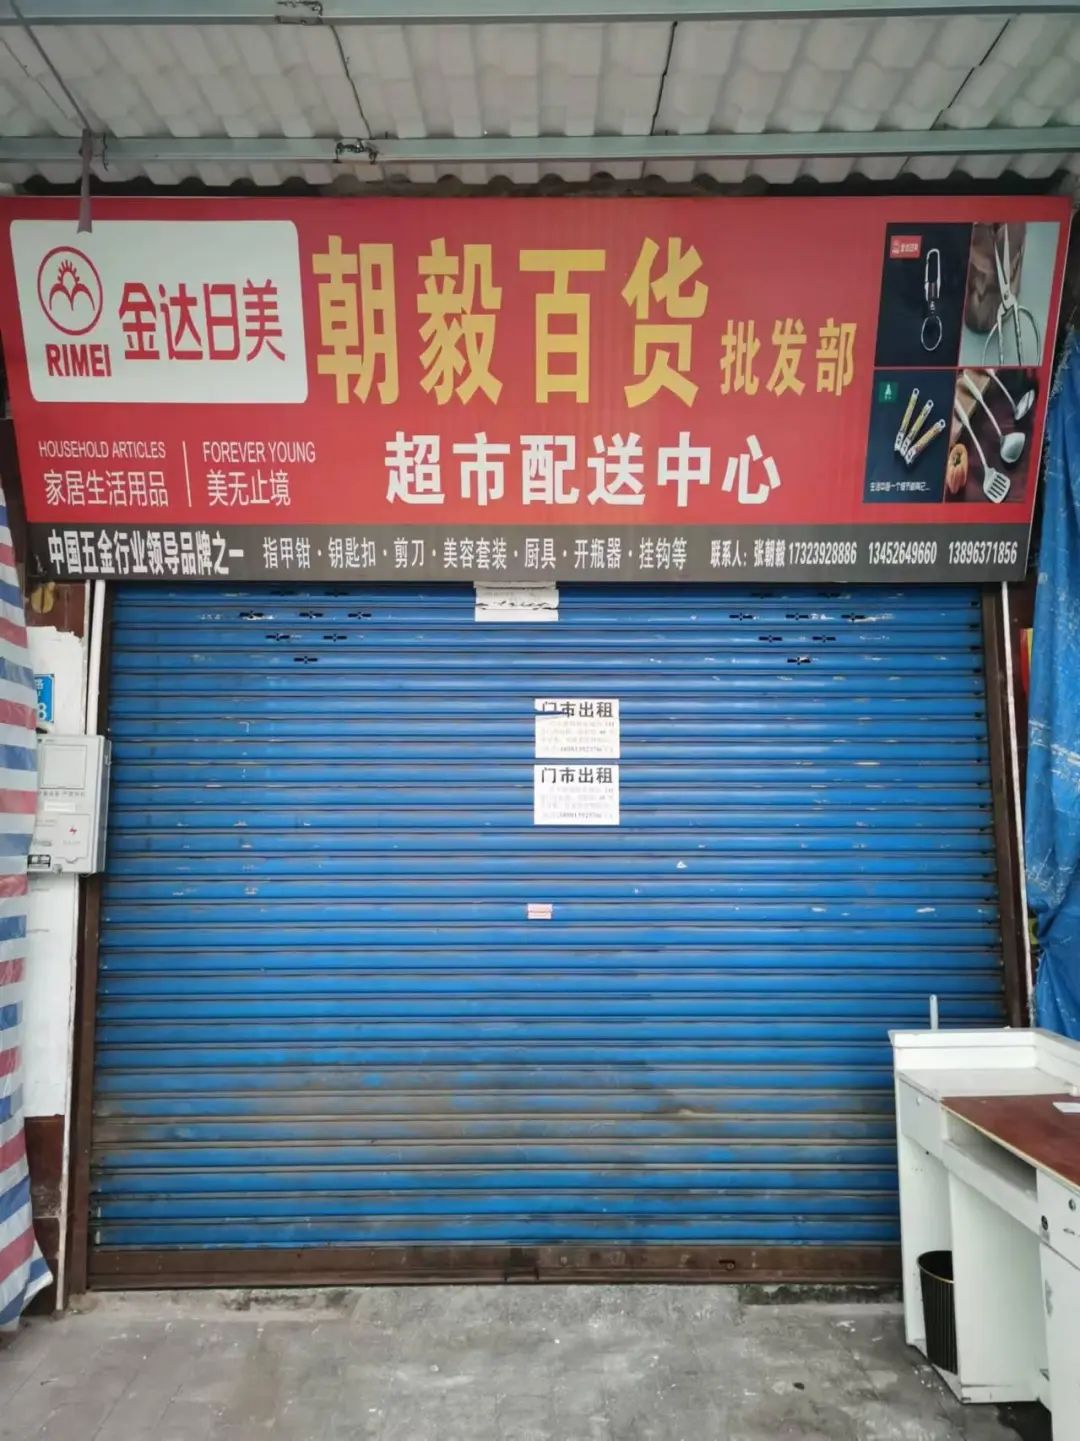 RIMEI
金达日美
朝毅百货批发部
HOUSEHOLD ARTICLES
家居生活用品
FOREVER YOUNG
美无止境
超市配送中心
中国五金行业领导品牌之一
指甲钳·钥匙扣·剪刀·美容套装·厨具·开瓶器·挂钩等
联系人：张朝毅 17323928886 13452649660 13896371856
门市出租
门市出租